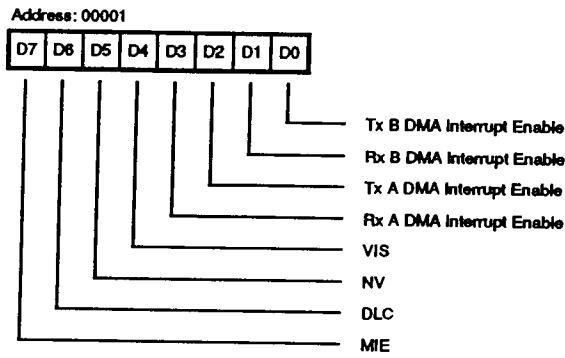 Address: 00001
D7 D6 D5 D4 D3 D2 D1 D0
Tx B DMA Interrupt Enable
Rx B DMA Interrupt Enable
Tx A DMA Interrupt Enable
Rx A DMA Interrupt Enable
VIS
NV
DLC
MIE